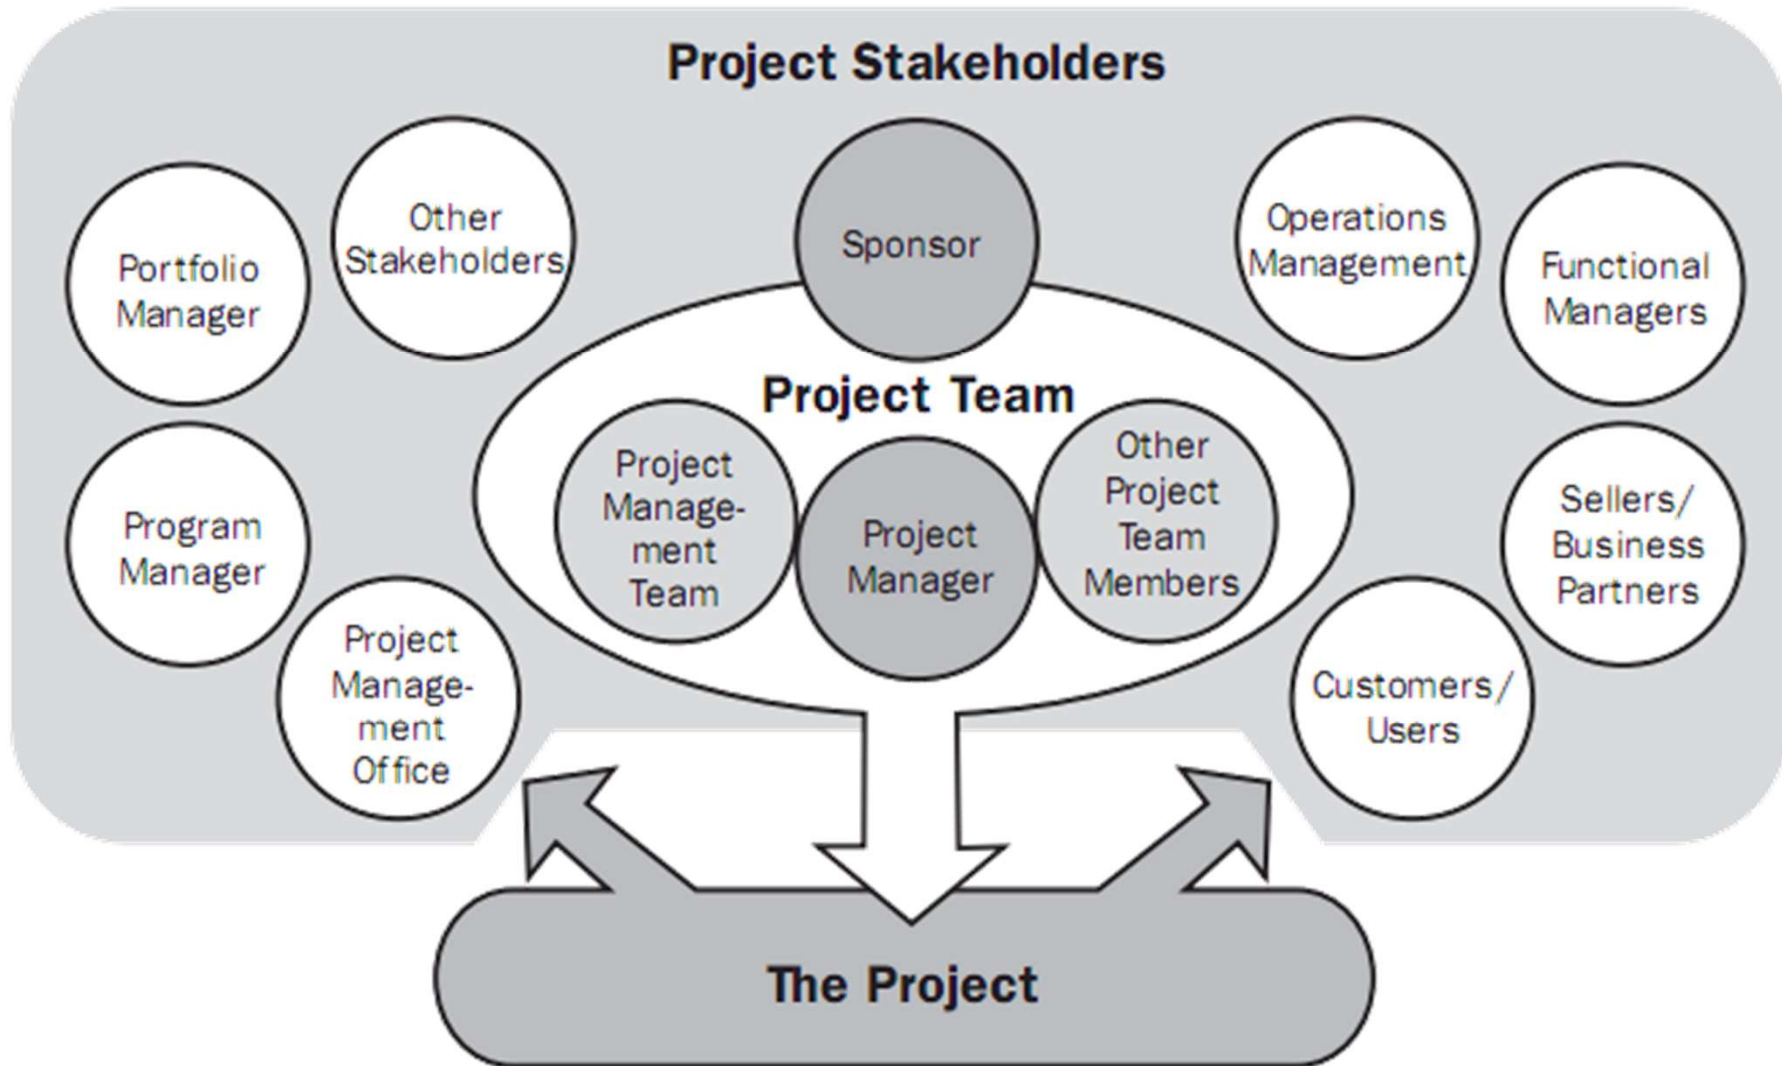 Project Stakeholders
Other
Stakeholders
Portfolio
Manager
Sponsor
Operations
Management
Functional
Managers
Project Team
Program
Manager
Project
Manage-
ment
Team
Project
Manager
Other
Project
Team
Members
Sellers/
Business
Partners
Project
Manage-
ment
Office
Customers/
Users
The Project